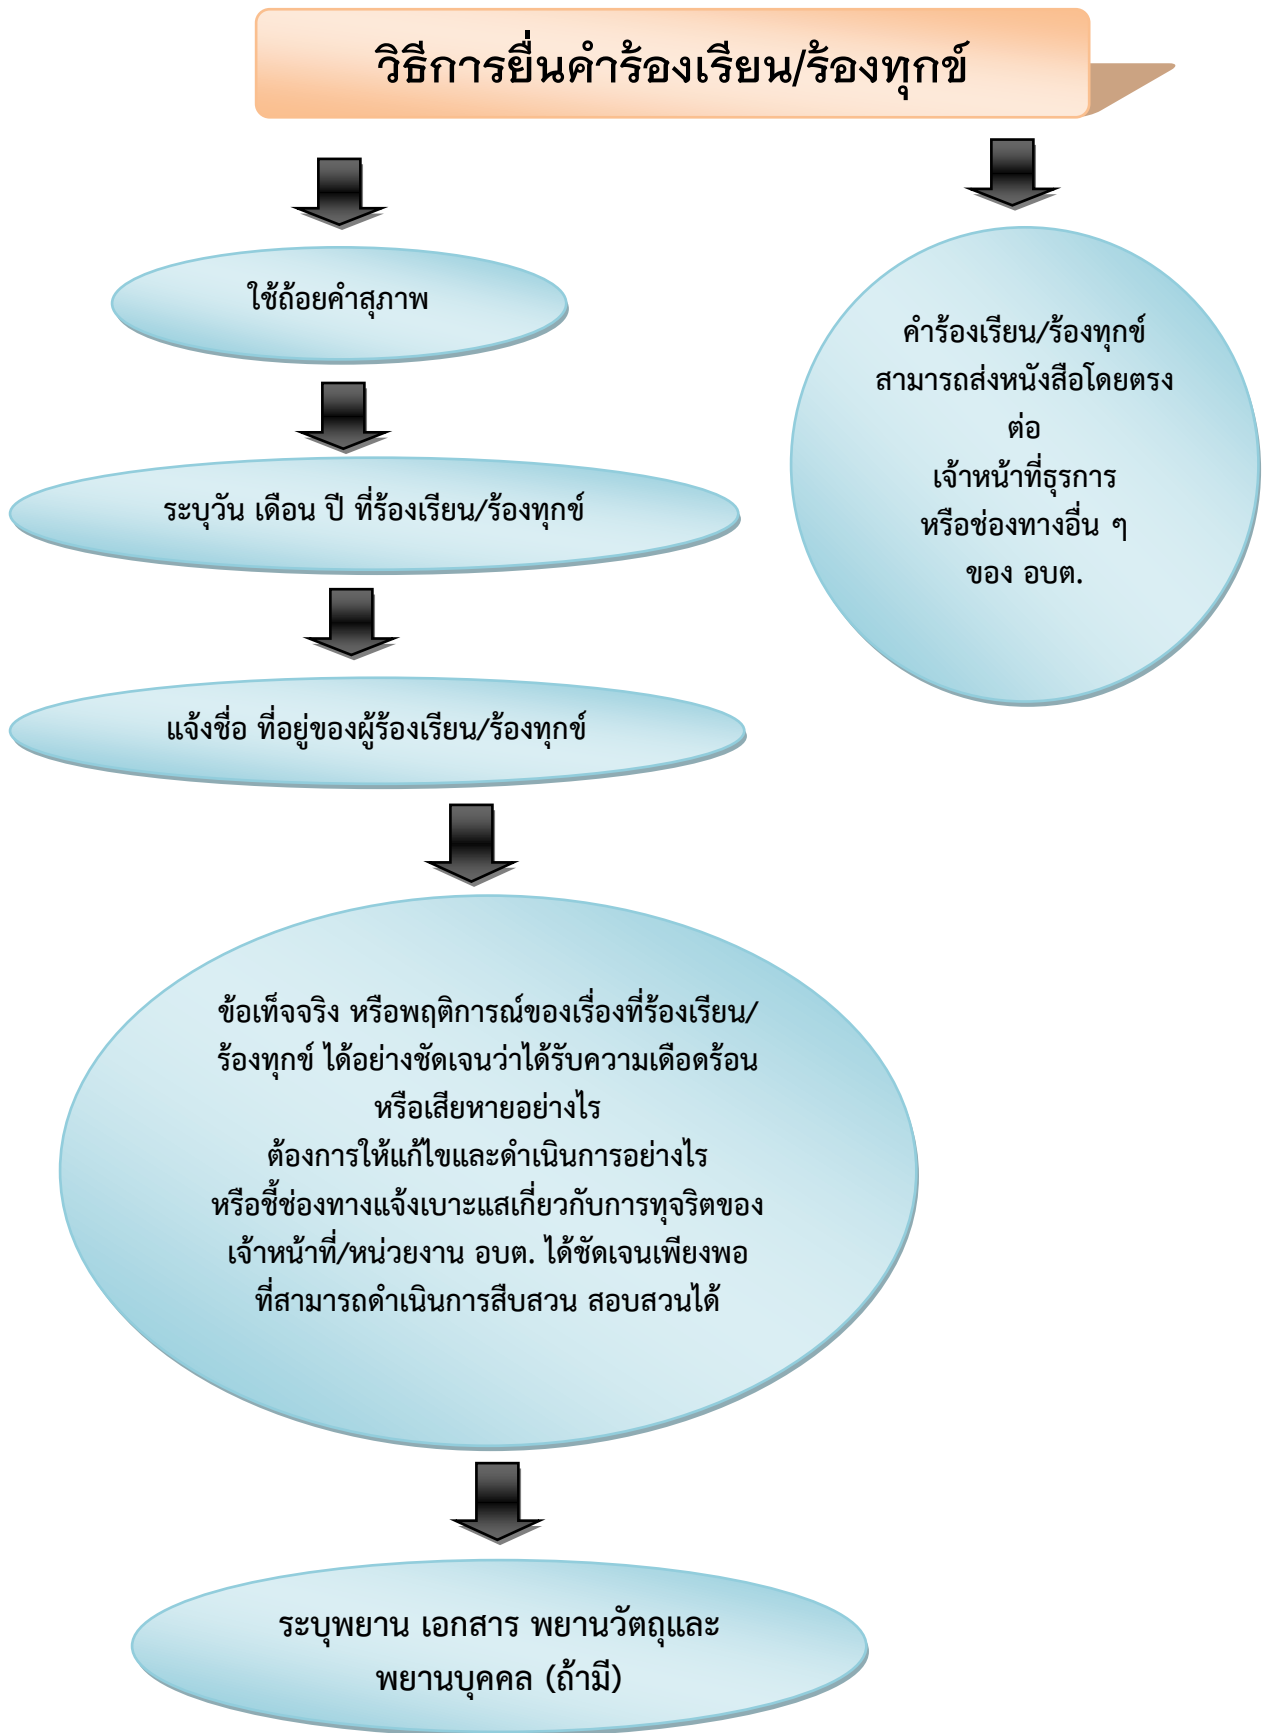 วิธีการยื่นคำร้องเรียน/ร้องทุกข์
ใช้ถ้อยคำสุภาพ
ระบุวัน เดือน ปี ที่ร้องเรียน/ร้องทุกข์
แจ้งชื่อ ที่อยู่ของผู้ร้องเรียน/ร้องทุกข์
ข้อเท็จจริง หรือพฤติการณ์ของเรื่องที่ร้องเรียน/
ร้องทุกข์ ได้อย่างชัดเจนว่าได้รับความเดือดร้อน
หรือเสียหายอย่างไร
ต้องการให้แก้ไขและดำเนินการอย่างไร
หรือชี้ช่องทางแจ้งเบาะแสเกี่ยวกับการทุจริตของ
เจ้าหน้าที่/หน่วยงาน อบต. ได้ชัดเจนเพียงพอ
ที่สามารถดำเนินการสืบสวน สอบสวนได้
ระบุพยาน เอกสาร พยานวัตถุและ
พยานบุคคล (ถ้ามี)
คำร้องเรียน/ร้องทุกข์
สามารถส่งหนังสือโดยตรง
ต่อ
เจ้าหน้าที่ธุรการ
หรือช่องทางอื่น ๆ
ของ อบต.